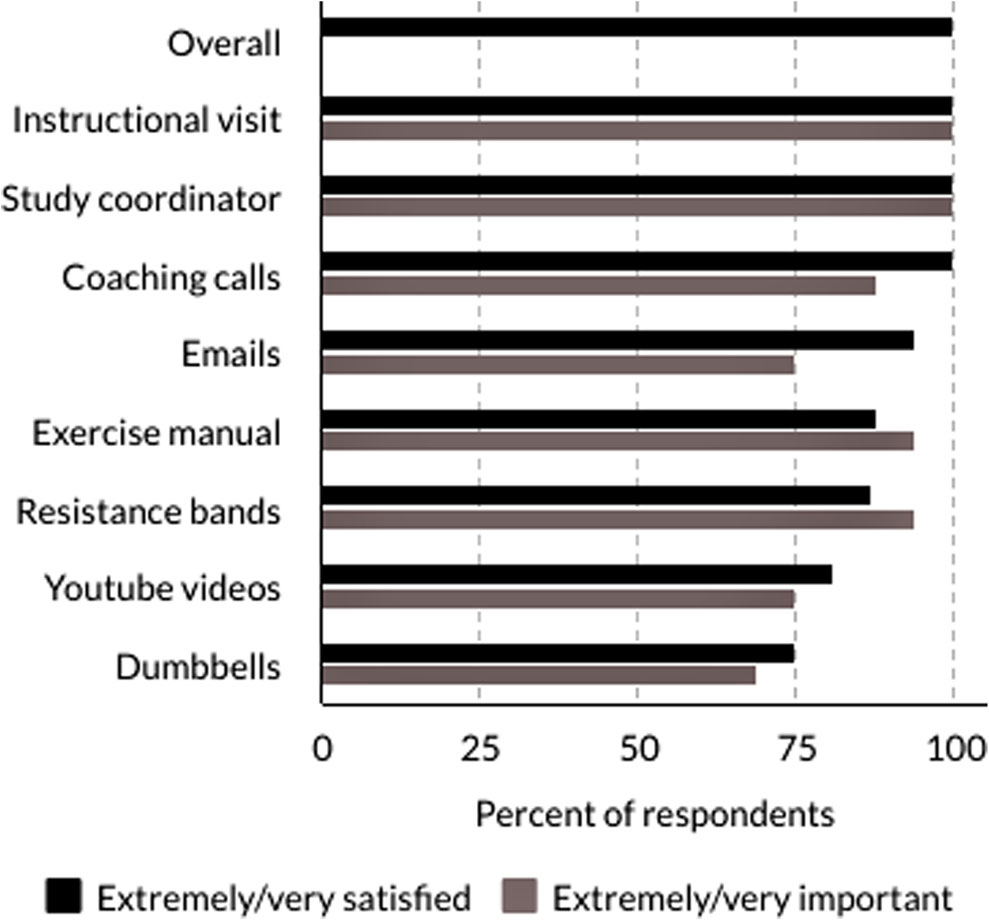 Overall
Instructional visit
Study coordinator
Coaching calls
Emails
Exercise manual
Resistance bands
Youtube videos
Dumbbells
0 25 50 75 100
Percent of respondents
Extremely/very satisfied Extremely/very important